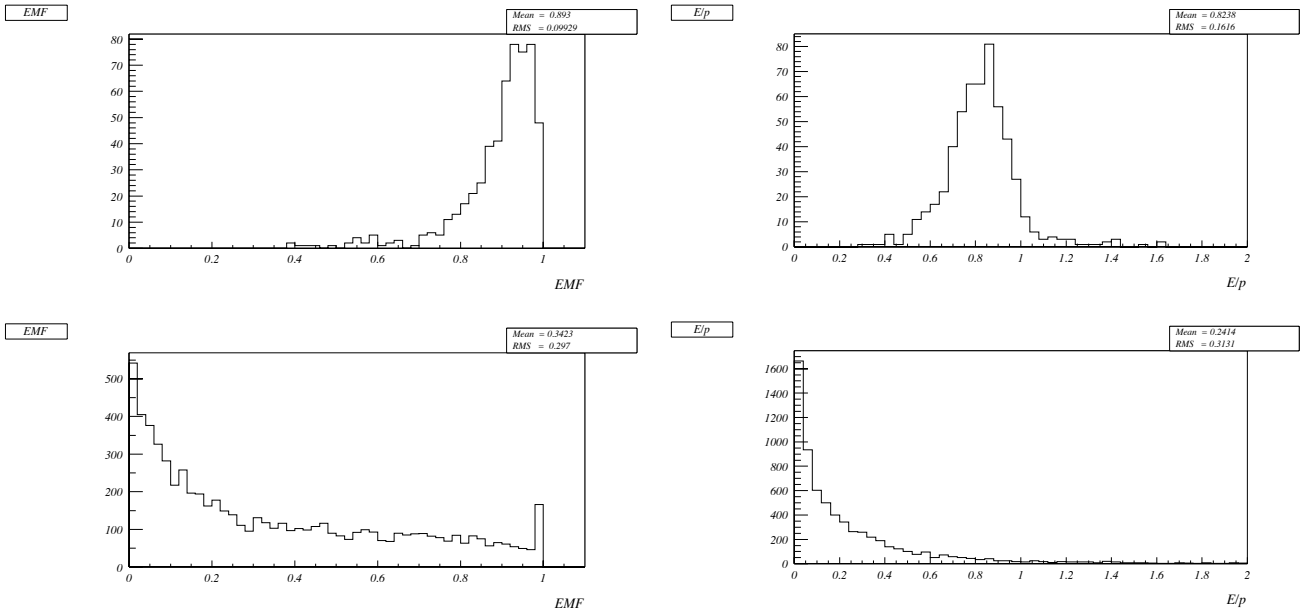 EMF
Mean = 0.893
RMS = 0.09929
80
70
60
50
40
30
20
10
0
0 0.2 0.4 0.6 0.8 1
EMF
E/p
Mean = 0.8238
RMS = 0.1616
80
70
60
50
40
30
20
10
0
0 0.2 0.4 0.6 0.8 1 1.2 1.4 1.6 1.8 2
E/p
EMF
Mean = 0.3423
RMS = 0.297
500
400
300
200
100
0
0 0.2 0.4 0.6 0.8 1
EMF
E/p
Mean = 0.2414
RMS = 0.3131
1600
1400
1200
1000
800
600
400
200
0
0 0.2 0.4 0.6 0.8 1 1.2 1.4 1.6 1.8 2
E/p